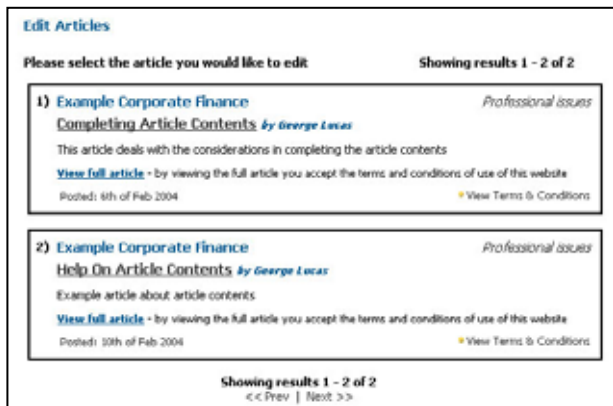 Edit Articles
Please select the article you would like to edit Showing results 1 - 2 of 2
1) Example Corporate Finance Professional issues
Completing Article Contents by George Lucas
This article deals with the considerations in completing the article contents
View full article - by viewing the full article you accept the terms and conditions of use of this website
Posted: 6th of Feb 2004 View Terms & Conditions
2) Example Corporate Finance Professional issues
Help On Article Contents by George Lucas
Example article about article contents
View full article - by viewing the full article you accept the terms and conditions of use of this website
Posted: 10th of Feb 2004 View Terms & Conditions
Showing results 1 - 2 of 2
<< Prev | Next >>